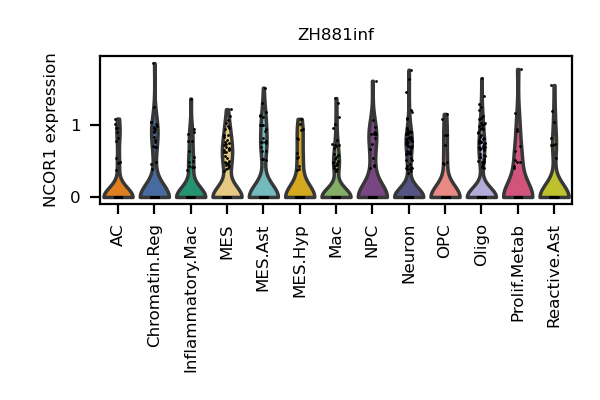 ZH881inf
NCOR1 expression
1
0
AC
Chromatin.Reg
Inflammatory.Mac
MES
MES.Ast
MES.Hyp
Mac
NPC
Neuron
OPC
Oligo
Prolif.Metab
Reactive.Ast